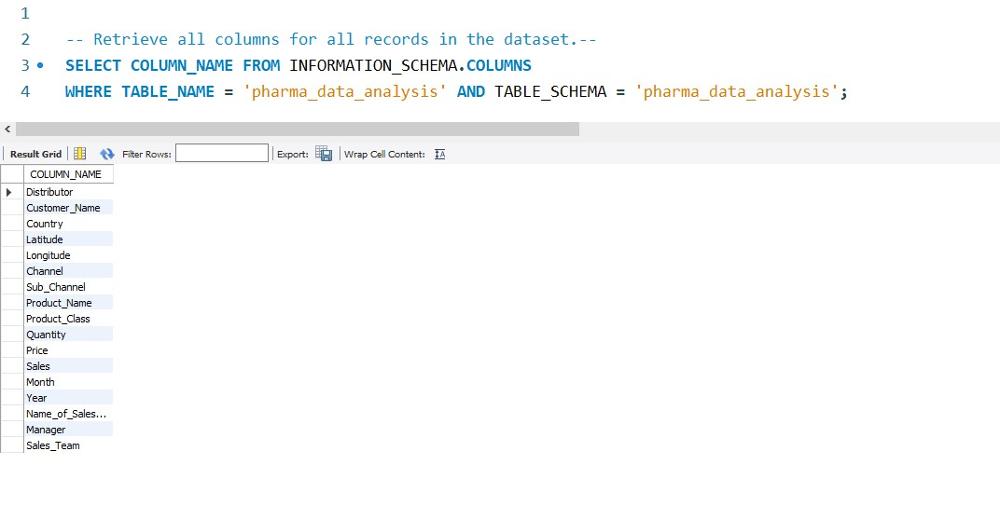 1
2 -- Retrieve all columns for all records in the dataset.--
3 SELECT COLUMN_NAME FROM INFORMATION_SCHEMA.COLUMNS
4 WHERE TABLE_NAME = 'pharma_data_analysis' AND TABLE_SCHEMA = 'pharma_data_analysis';
Result Grid Filter Rows: Export: Wrap Cell Content: IA
COLUMN_NAME
Distributor
Customer_Name
Country
Latitude
Longitude
Channel
Sub_Channel
Product_Name
Product_Class
Quantity
Price
Sales
Month
Year
Name_of_Sales...
Manager
Sales_Team